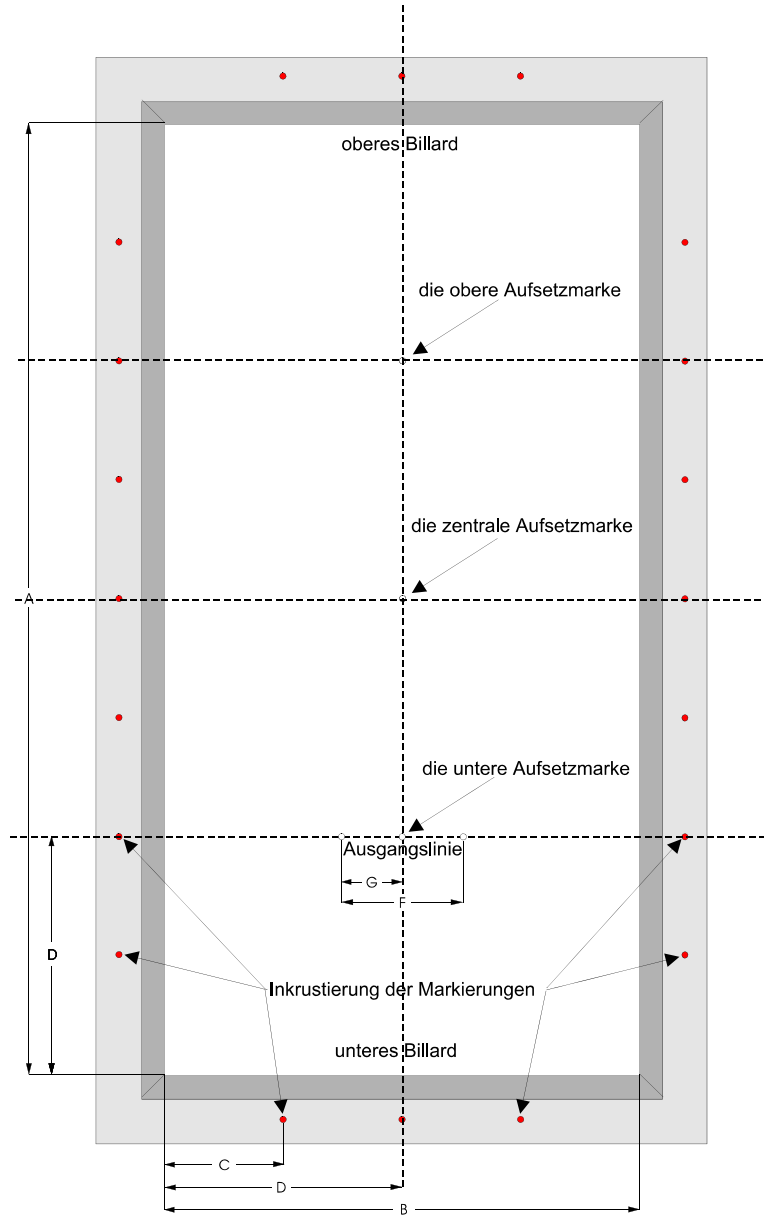 oberes Billard
die obere Aufsetzmarke
die zentrale Aufsetzmarke
A
die untere Aufsetzmarke
Ausgangslinie
G
F
D
Inkrustierung der Markierungen
unteres Billard
C
D
B